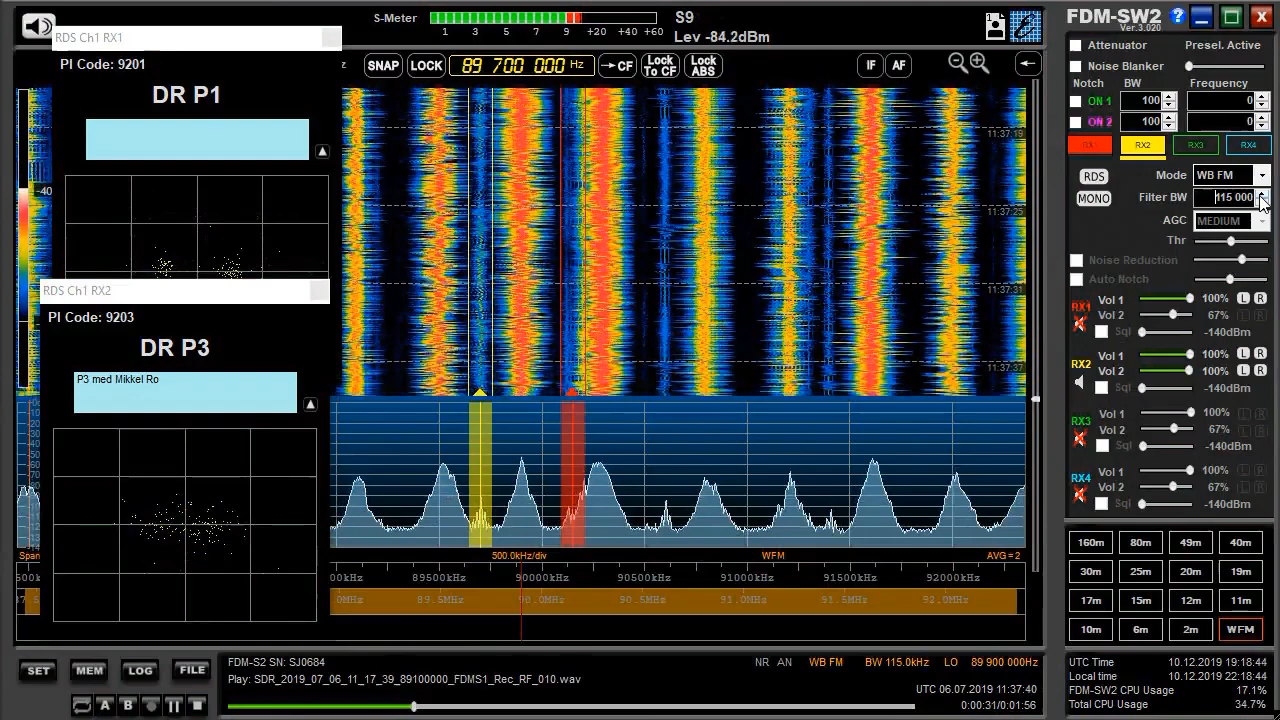 RDS Ch1 RX1
PI Code: 9201
DR P1
RDS Ch1 RX2
PI Code: 9203
DR P3
P3 med Mikkel Ro
S-Meter
1 3 5 7 9 +20 +40 +60
S9
Lev -84.2dBm
z SNAP LOCK 89 700 000 Hz →CF Lock To CF Lock ABS IF AF
-40
11:37:19
11:37:25
11:37:31
11:37:37
Span 500.0kHz/div WFM AVG=2
89500kHz 90000kHz 90500kHz 91000kHz 91500kHz 92000kHz
89.5MHz 90.0MHz 90.5MHz 91.0MHz 91.5MHz 92.0MHz
FDM-SW2 ?
Ver.3.020
Attenuator Presel. Active
Noise Blanker
Notch BW Frequency
ON 1 100 0
ON 2 100 0
RX RX2 RX3 RX4
RDS Mode WB FM
MONO Filter BW 115 000
AGC MEDIUM
Thr
Noise Reduction
Auto Notch
RX1 Vol 1 100% L R
Vol 2 67% L R
Sql -140dBm
RX2 Vol 1 100% L R
Vol 2 100% L R
Sql -140dBm
RX3 Vol 1 100% L R
Vol 2 67% L R
Sql -140dBm
RX4 Vol 1 100% L R
Vol 2 67% L R
Sql -140dBm
160m 80m 49m 40m
30m 25m 20m 19m
17m 15m 12m 11m
10m 6m 2m WFM
SET MEM LOG FILE
A B
FDM-S2 SN: SJ0684 NR AN WB FM BW 115.0kHz LO 89 900 000Hz
Play: SDR_2019_07_06_11_17_39_89100000_FDMS1_Rec_RF_010.wav
UTC 06.07.2019 11:37:40
0:00:31/0:01:56
UTC Time 10.12.2019 19:18:44
Local time 10.12.2019 22:18:44
FDM-SW2 CPU Usage 17.1%
Total CPU Usage 34.7%